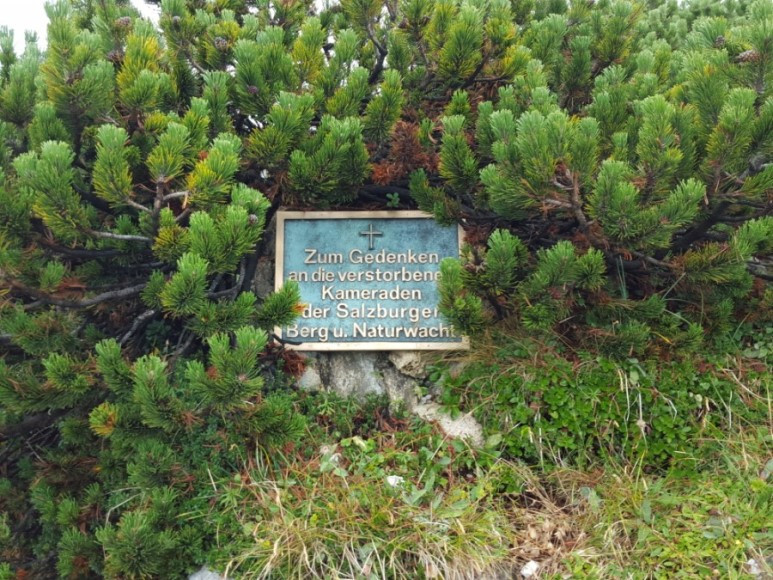 Zum Gedenken
an die verstorbenen
Kameraden
der Salzburger
Berg u. Naturwacht